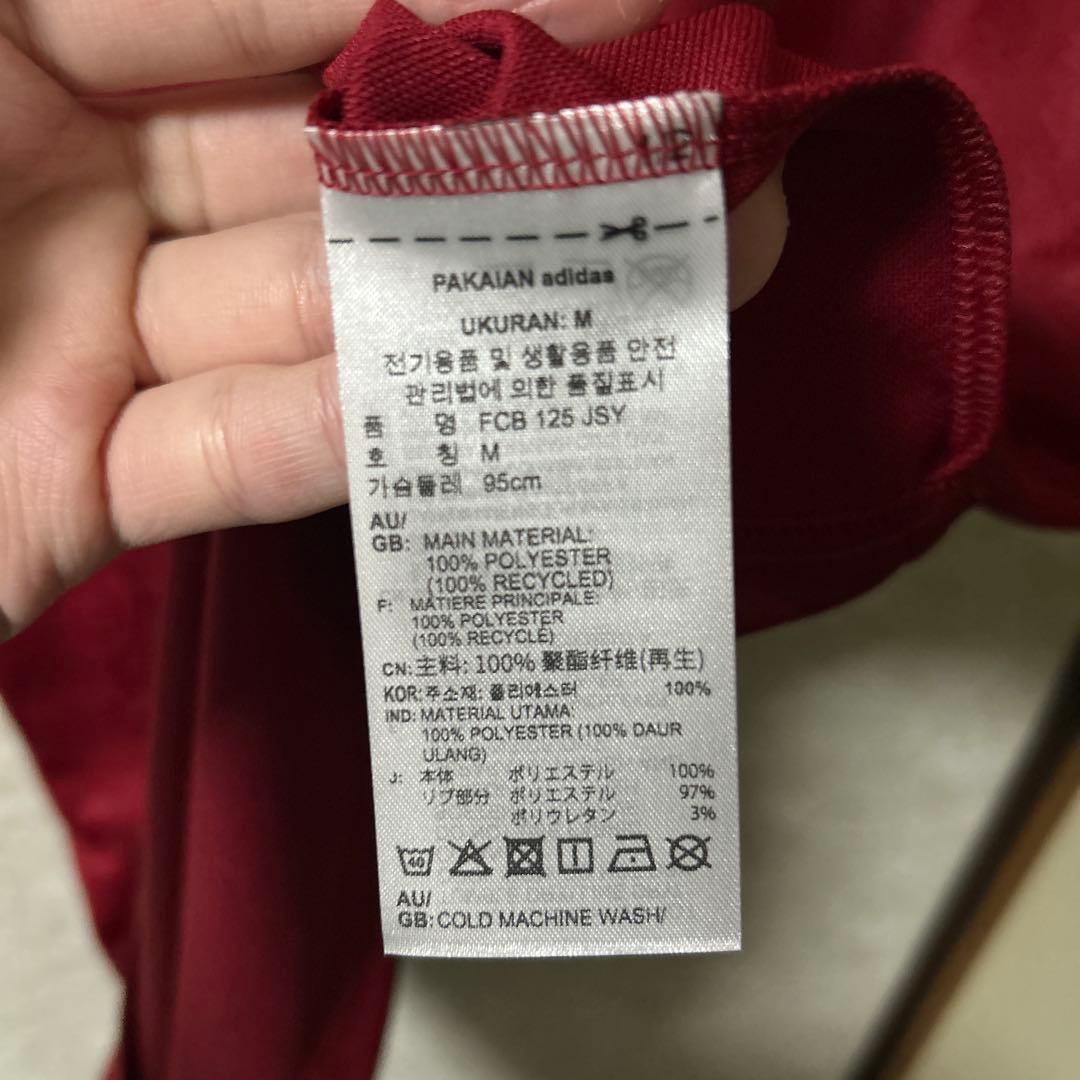 PAKAIAN adidas
UKURAN: M
전기용품 및 생활용품 안전
관리법에 의한 품질표시
품 명 FCB 125 JSY
호 칭 M
가슴둘레 95cm
AU/
GB: MAIN MATERIAL:
100% POLYESTER
(100% RECYCLED)
F: MATIERE PRINCIPALE:
100% POLYESTER
(100% RECYCLÉ)
CN: 主料: 100% 聚酯纤维(再生)
KOR: 주소재: 폴리에스터 100%
IND: MATERIAL UTAMA
100% POLYESTER (100% DAUR
ULANG)
J: 本体 ポリエステル 100%
リブ部分 ポリエステル 97%
ポリウレタン 3%
40
AU/
GB: COLD MACHINE WASH/